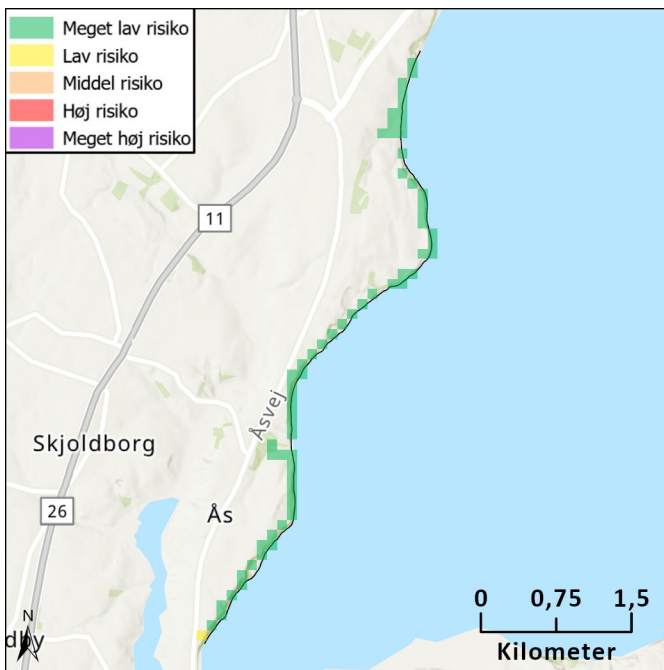 Meget lav risiko
Lav risiko
Middel risiko
Høj risiko
Meget høj risiko
11
Åsvej
Skjoldborg
26
Ås
0 0,75 1,5
Kilometer
N
dby